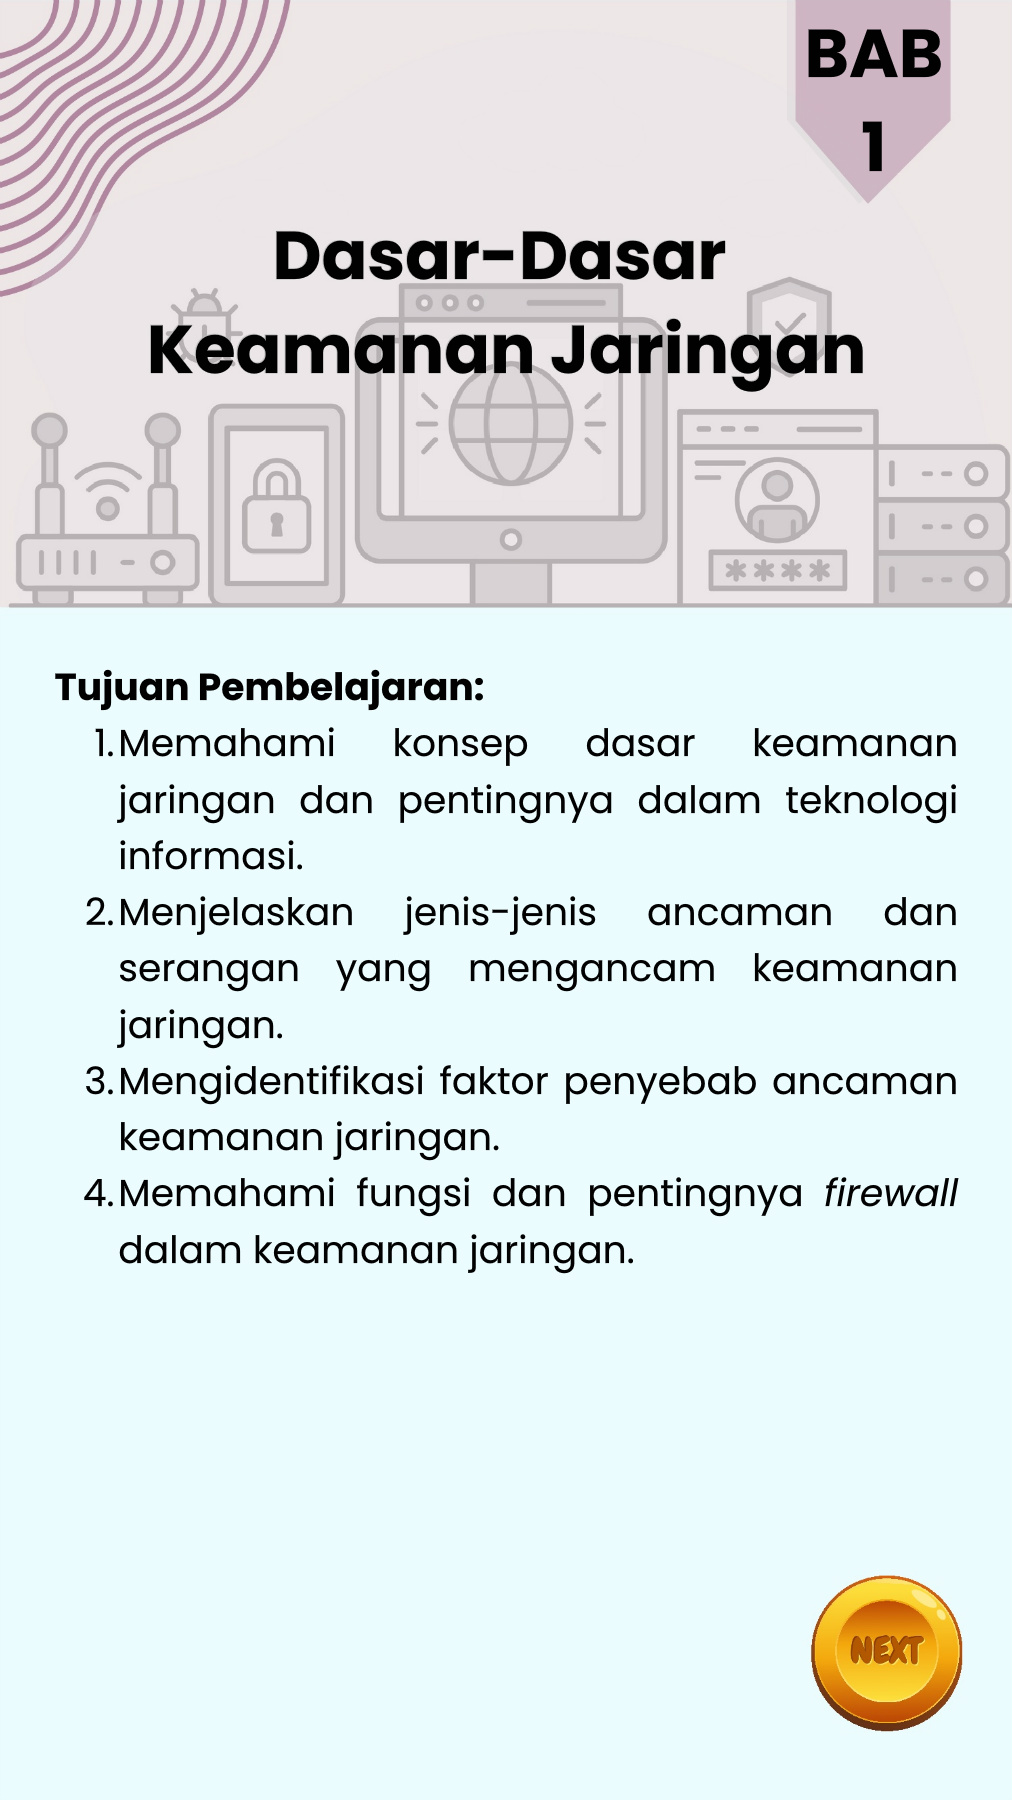 BAB
1
Dasar-Dasar
Keamanan Jaringan
Tujuan Pembelajaran:
1. Memahami konsep dasar keamanan
jaringan dan pentingnya dalam teknologi
informasi.
2. Menjelaskan jenis-jenis ancaman dan
serangan yang mengancam keamanan
jaringan.
3. Mengidentifikasi faktor penyebab ancaman
keamanan jaringan.
4. Memahami fungsi dan pentingnya firewall
dalam keamanan jaringan.
NEXT